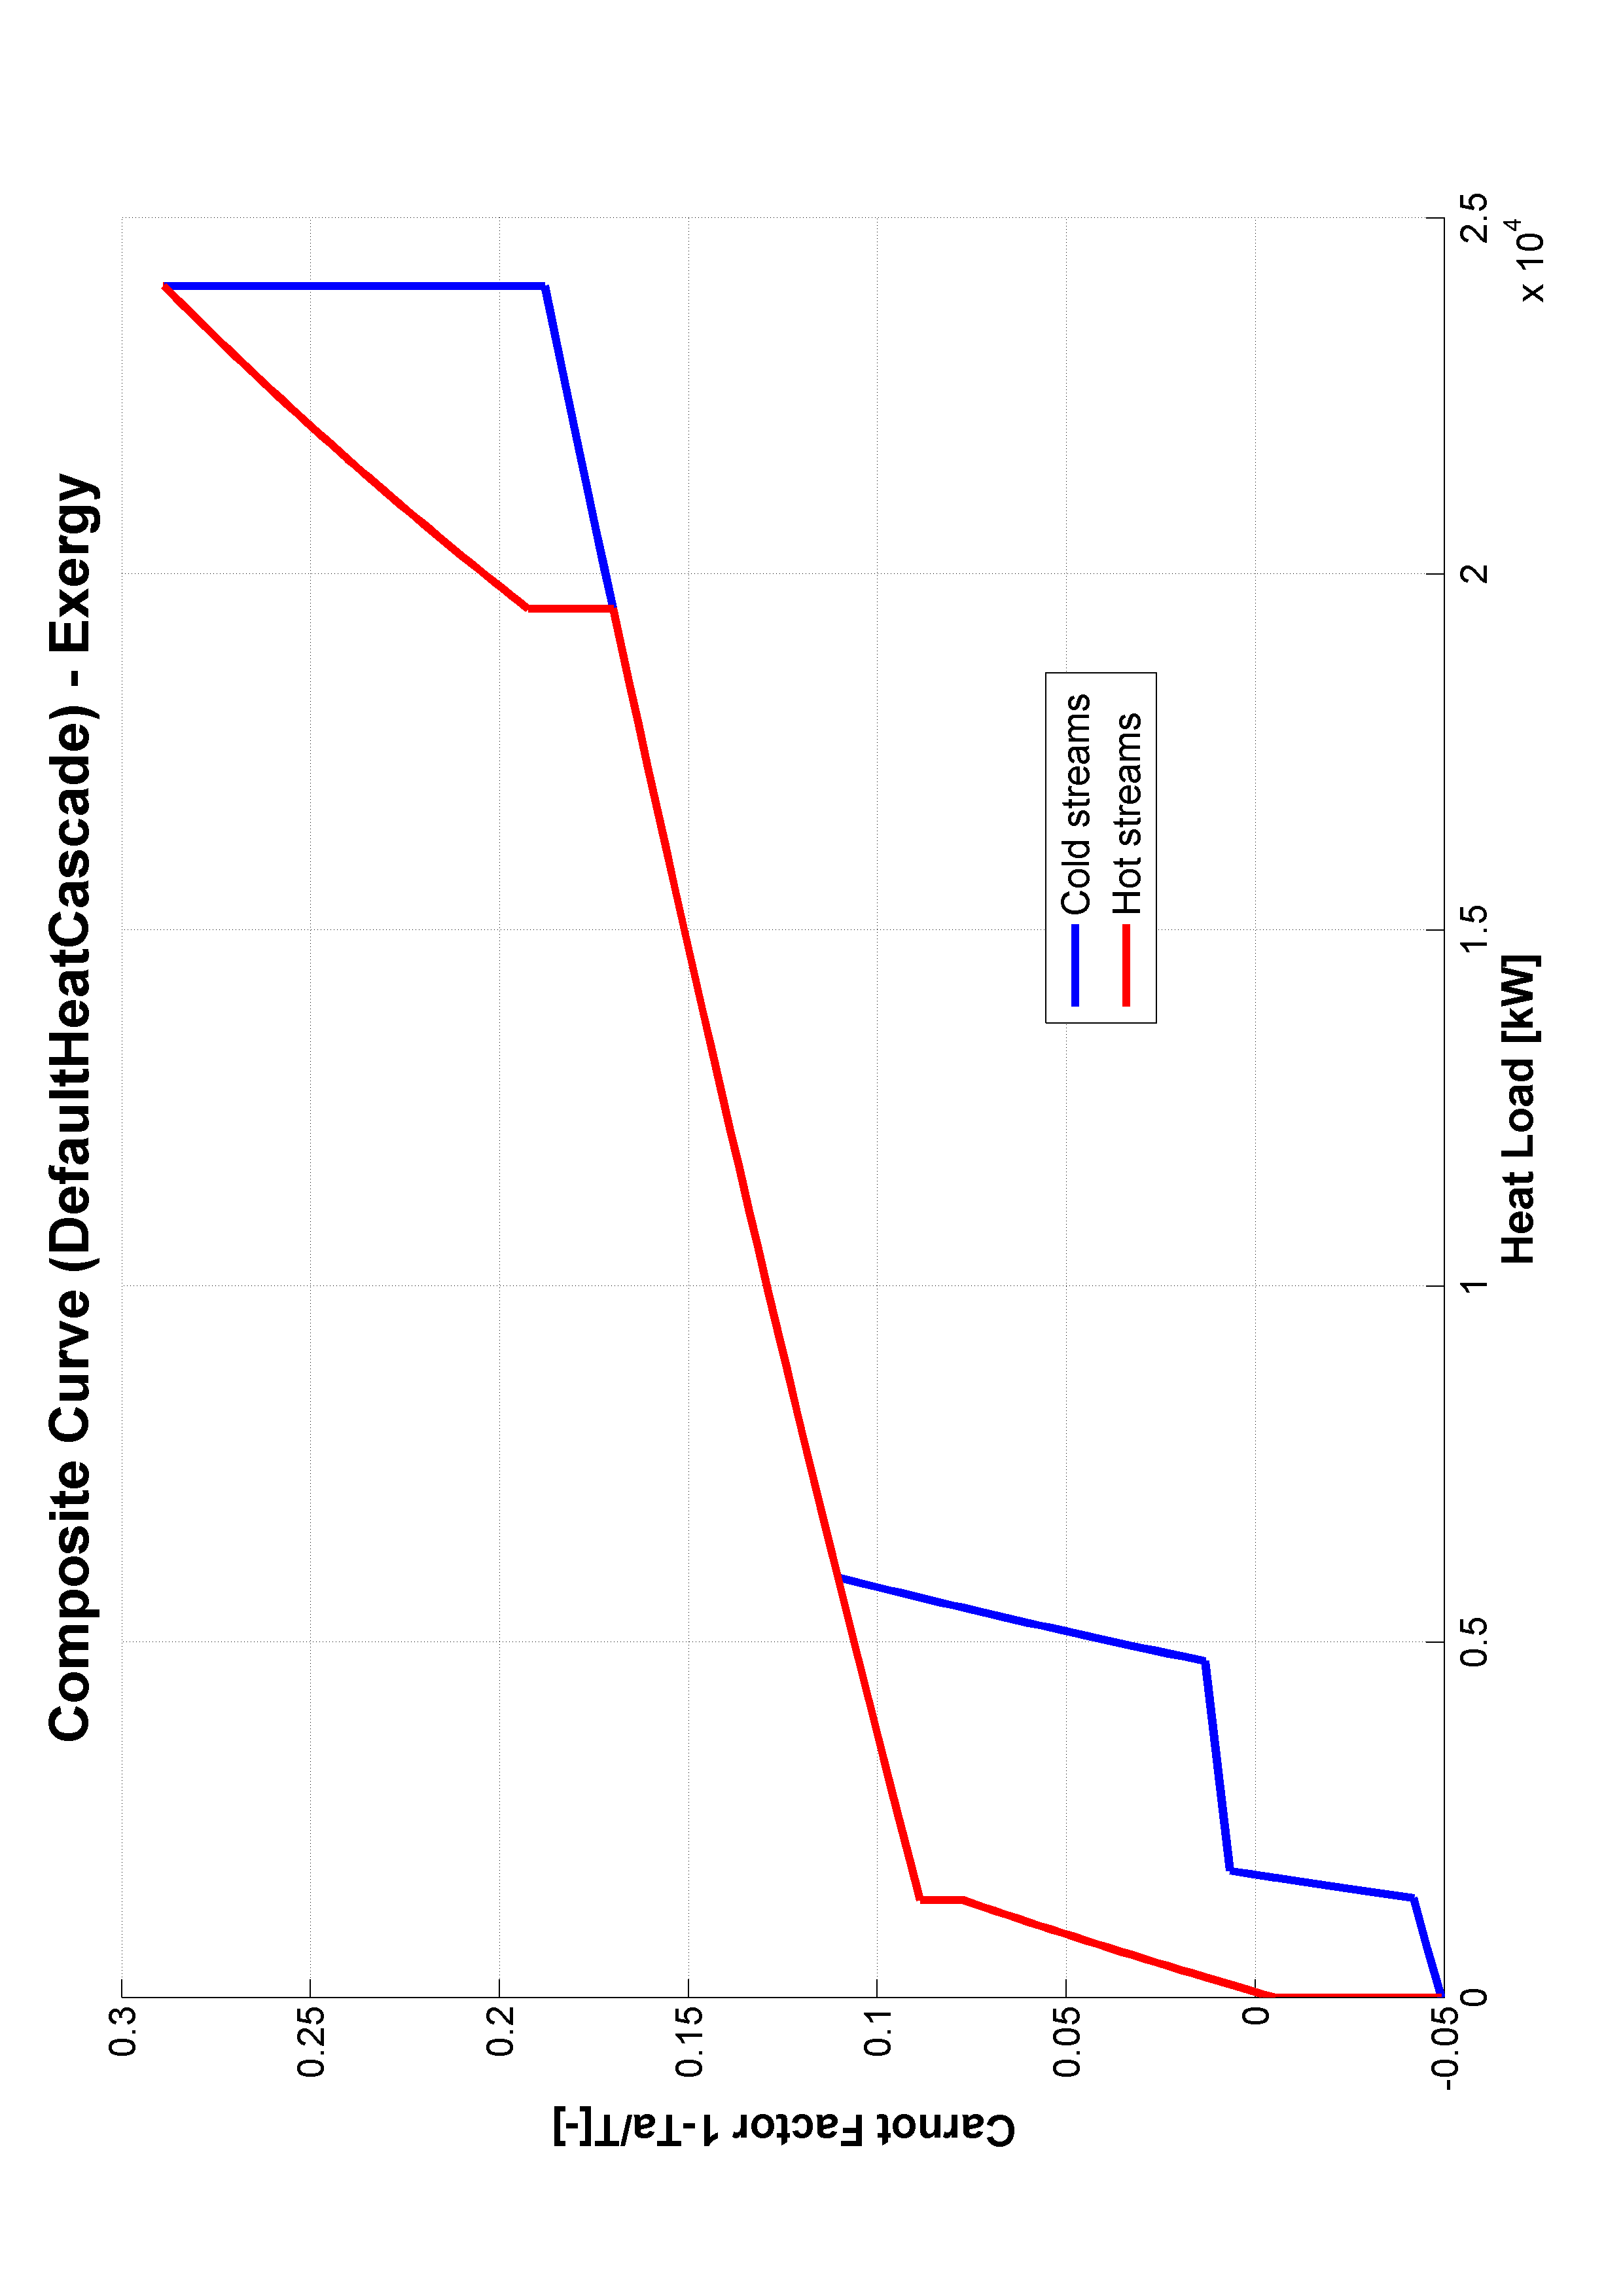 Composite Curve (DefaultHeatCascade) - Exergy
0.3
0.25
0.2
0.15
0.1
0.05
0
-0.05
Carnot Factor 1-Ta/T[-]
Cold streams
Hot streams
0
0.5
1
1.5
2
2.5
x 10⁴
Heat Load [kW]